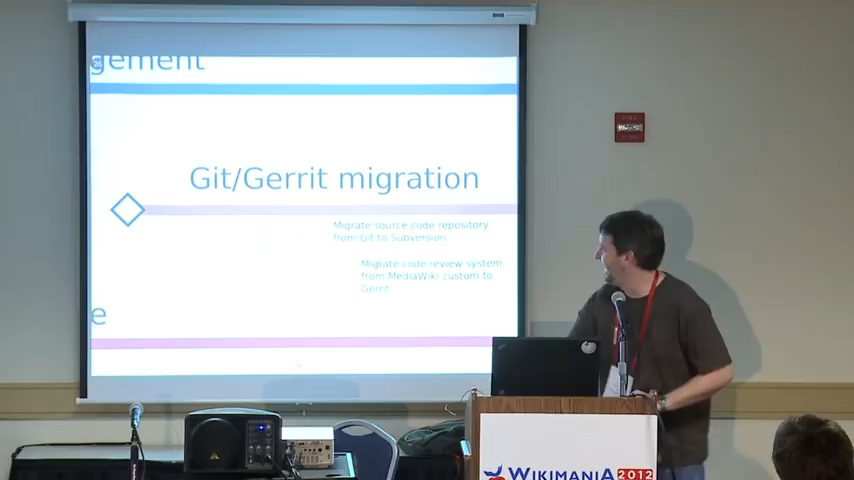 gement
Git/Gerrit migration
Migrate source code repository
from Git to Subversion
Migrate code review system
from MediaWiki custom to
Gerrit
e
WIKIMANIA 2012